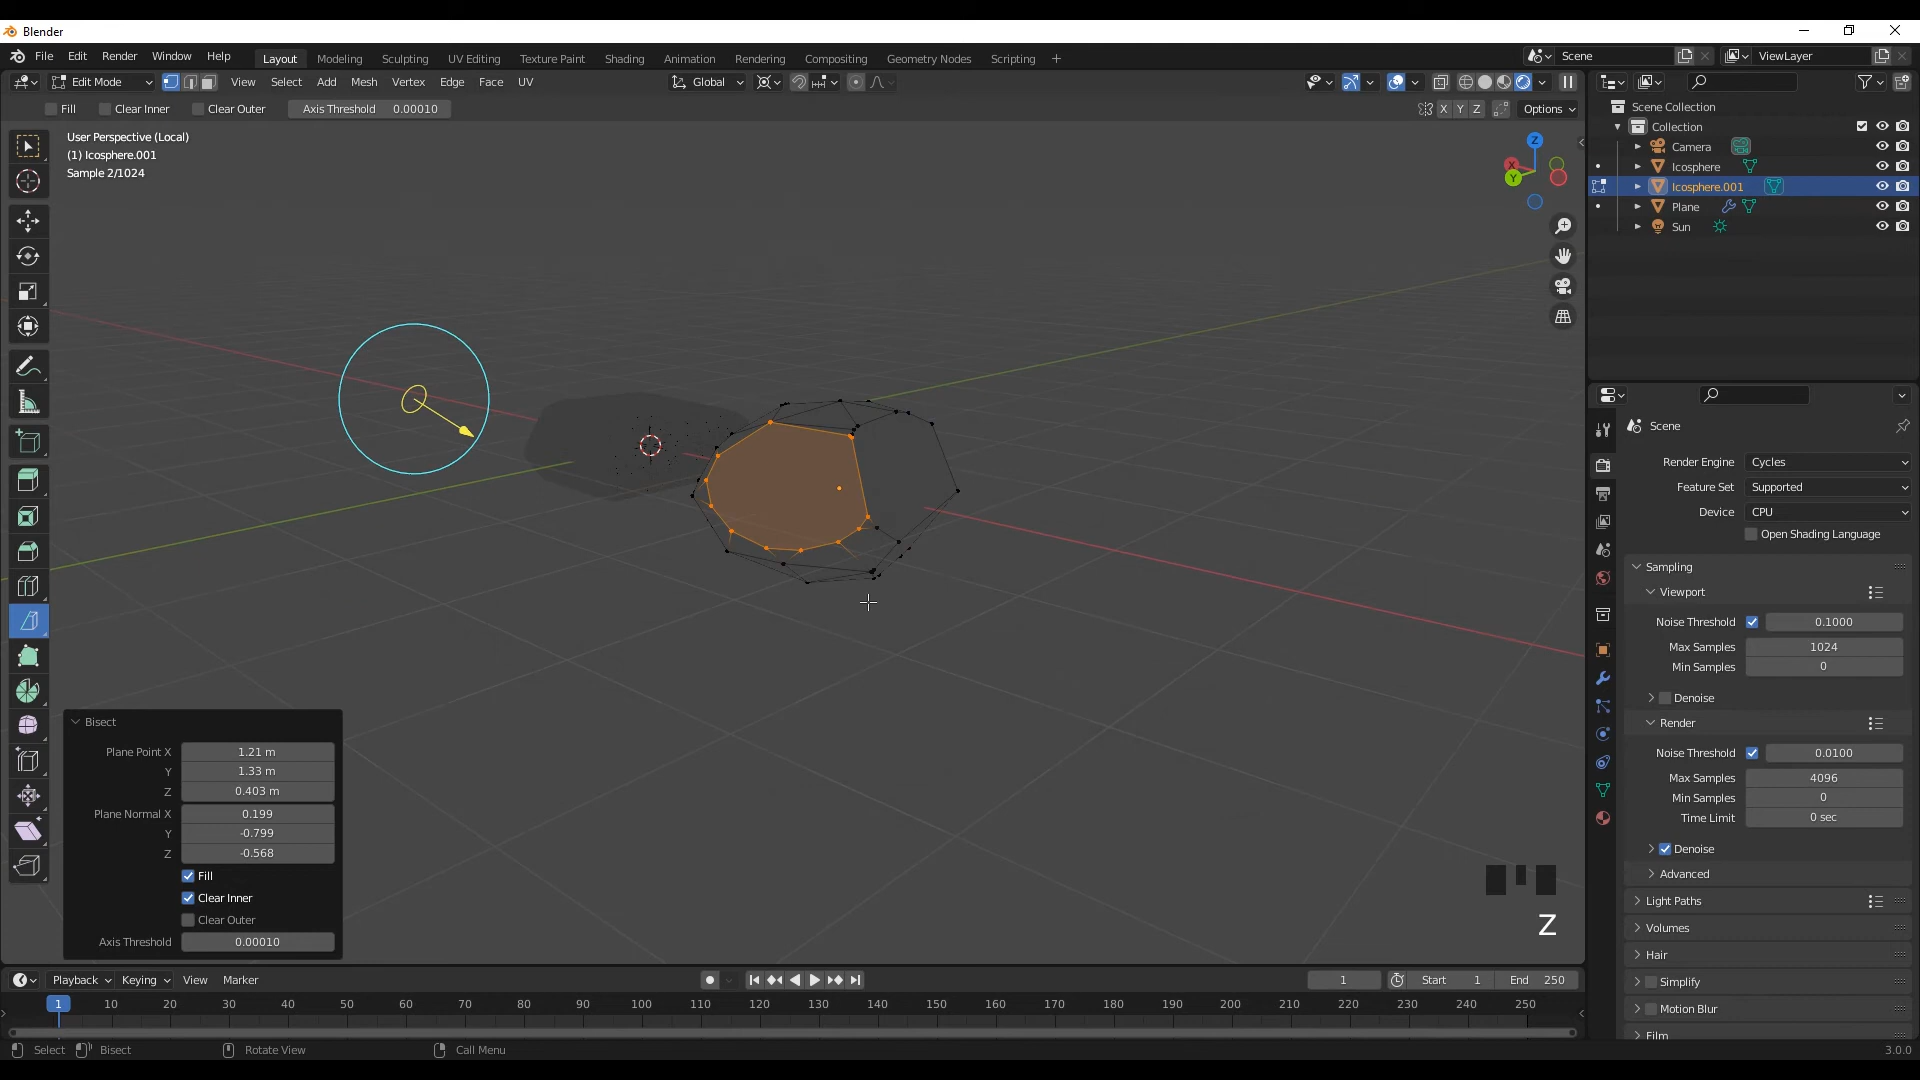 Blender
File Edit Render Window Help Layout Modeling Sculpting UV Editing Texture Paint Shading Animation Rendering Compositing Geometry Nodes Scripting + Scene ViewLayer
Edit Mode View Select Add Mesh Vertex Edge Face UV Global
Fill Clear Inner Clear Outer Axis Threshold 0.00010 X Y Z Options
User Perspective (Local)
(1) Icosphere.001
Sample 2/1024
Z
X
Y
Scene Collection
Collection
Camera
Icosphere
Icosphere.001
Plane
Sun
Scene
Render Engine Cycles
Feature Set Supported
Device CPU
Open Shading Language
Sampling
Viewport
Noise Threshold 0.1000
Max Samples 1024
Min Samples 0
Denoise
Render
Noise Threshold 0.0100
Max Samples 4096
Min Samples 0
Time Limit 0 sec
Denoise
Advanced
Light Paths
Volumes
Hair
Simplify
Motion Blur
Film
Bisect
Plane Point X 1.21 m
Y 1.33 m
Z 0.403 m
Plane Normal X 0.199
Y -0.799
Z -0.568
Fill
Clear Inner
Clear Outer
Axis Threshold 0.00010
Z
Playback Keying View Marker 1 Start 1 End 250
1 10 20 30 40 50 60 70 80 90 100 110 120 130 140 150 160 170 180 190 200 210 220 230 240 250
Select Bisect Rotate View Call Menu 3.0.0